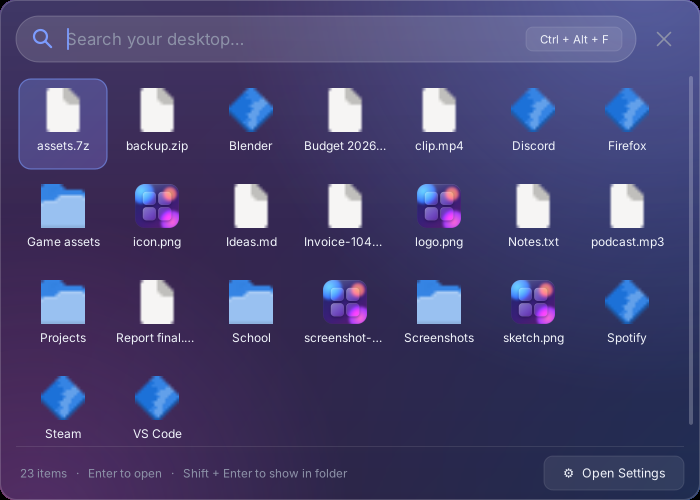 Search your desktop...
Ctrl + Alt + F
assets.7z
backup.zip
Blender
Budget 2026...
clip.mp4
Discord
Firefox
Game assets
icon.png
Ideas.md
Invoice-104...
logo.png
Notes.txt
podcast.mp3
Projects
Report final....
School
screenshot-...
Screenshots
sketch.png
Spotify
Steam
VS Code
23 items · Enter to open · Shift + Enter to show in folder
Open Settings